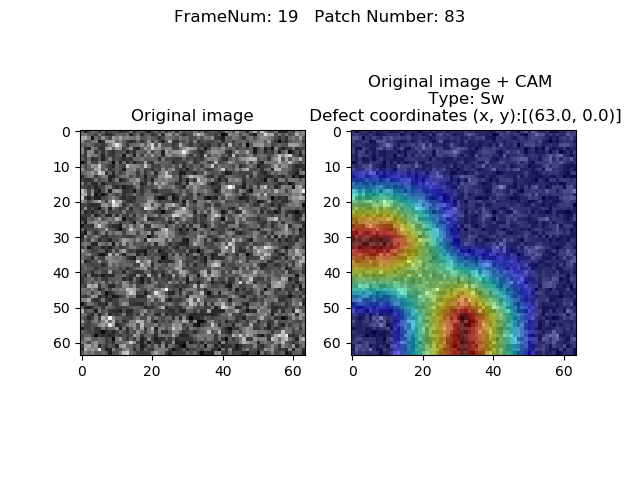 FrameNum: 19   Patch Number: 83
Original image
Original image + CAM
Type: Sw
Defect coordinates (x, y):[(63.0, 0.0)]
0
10
20
30
40
50
60
0 20 40 60
0
10
20
30
40
50
60
0 20 40 60